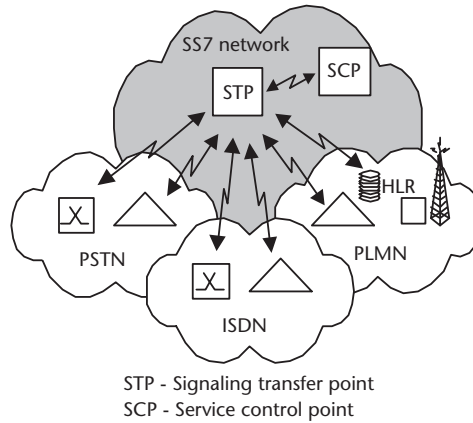 SS7 network
SCP
STP
HLR
PSTN
PLMN
ISDN
STP - Signaling transfer point
SCP - Service control point